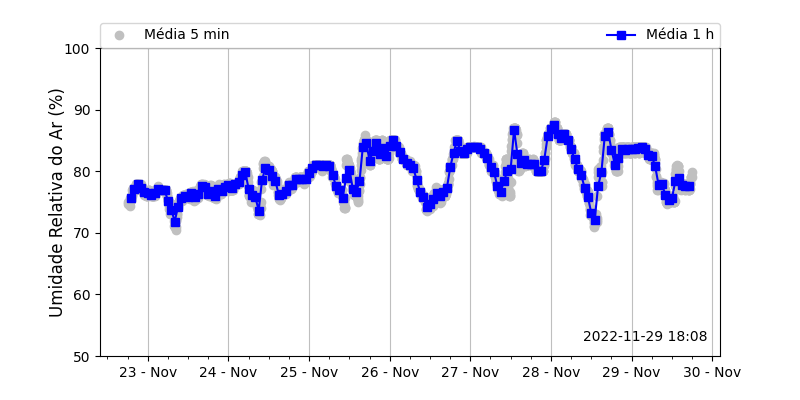 Média 5 min
Média 1 h
Umidade Relativa do Ar (%)
100
90
80
70
60
50
2022-11-29 18:08
23 - Nov
24 - Nov
25 - Nov
26 - Nov
27 - Nov
28 - Nov
29 - Nov
30 - Nov